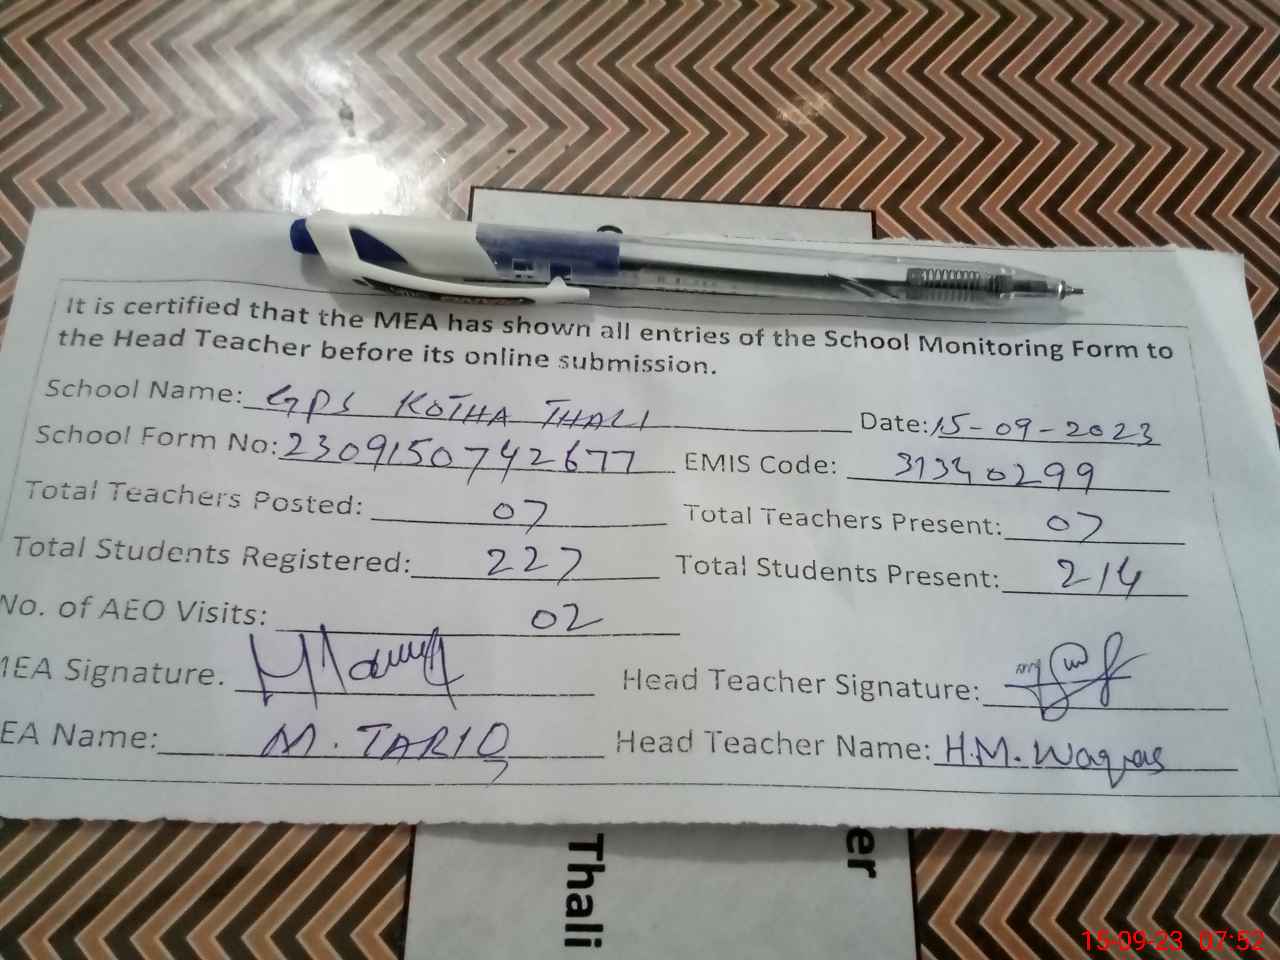 It is certified that the MEA has shown all entries of the School Monitoring Form to
the Head Teacher before its online submission.
School Name: GPS KOTHA THALI Date: 15-09-2023
School Form No: 2309150742677 EMIS Code: 31340299
Total Teachers Posted: 07 Total Teachers Present: 07
Total Students Registered: 227 Total Students Present: 214
No. of AEO Visits: 02
MEA Signature. Head Teacher Signature:
EA Name: M. TARIQ Head Teacher Name: H.M. Waqas
er
Thali
15-09-23 07:52